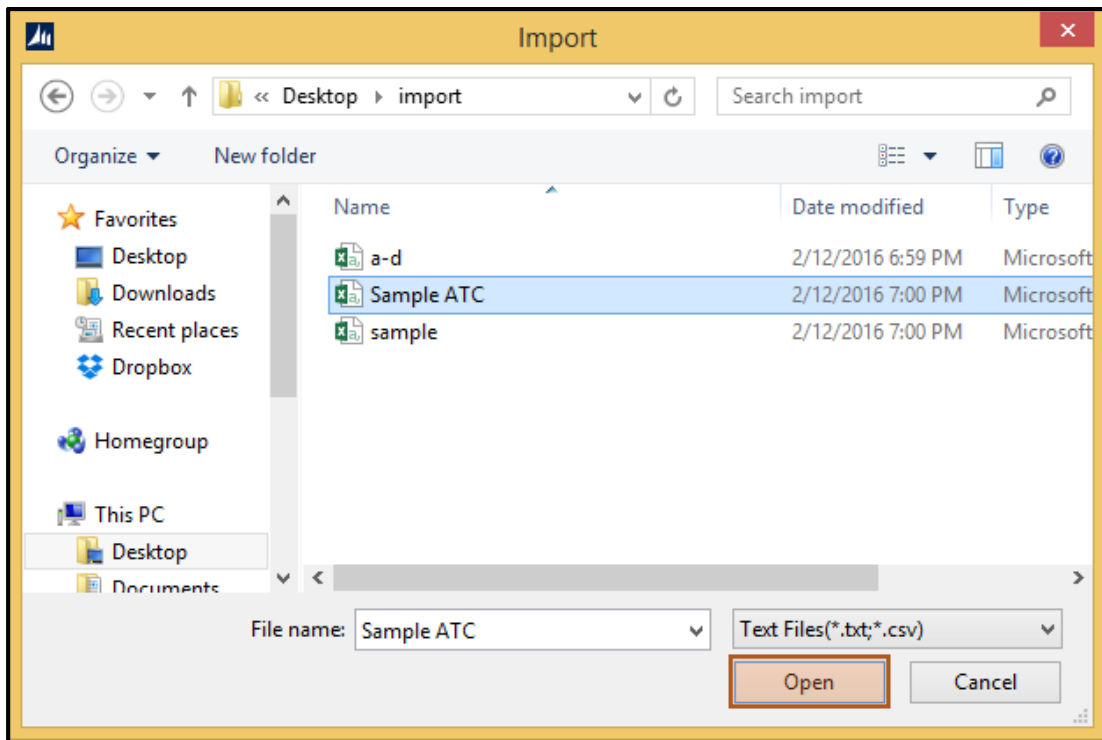 Import
« Desktop import
Search import
Organize
New folder
Name
Date modified
Type
Favorites
Desktop
Downloads
Recent places
Dropbox
Homegroup
This PC
Desktop
Documents
a-d 2/12/2016 6:59 PM Microsoft
Sample ATC 2/12/2016 7:00 PM Microsoft
sample 2/12/2016 7:00 PM Microsoft
File name: Sample ATC
Text Files(*.txt;*.csv)
Open
Cancel